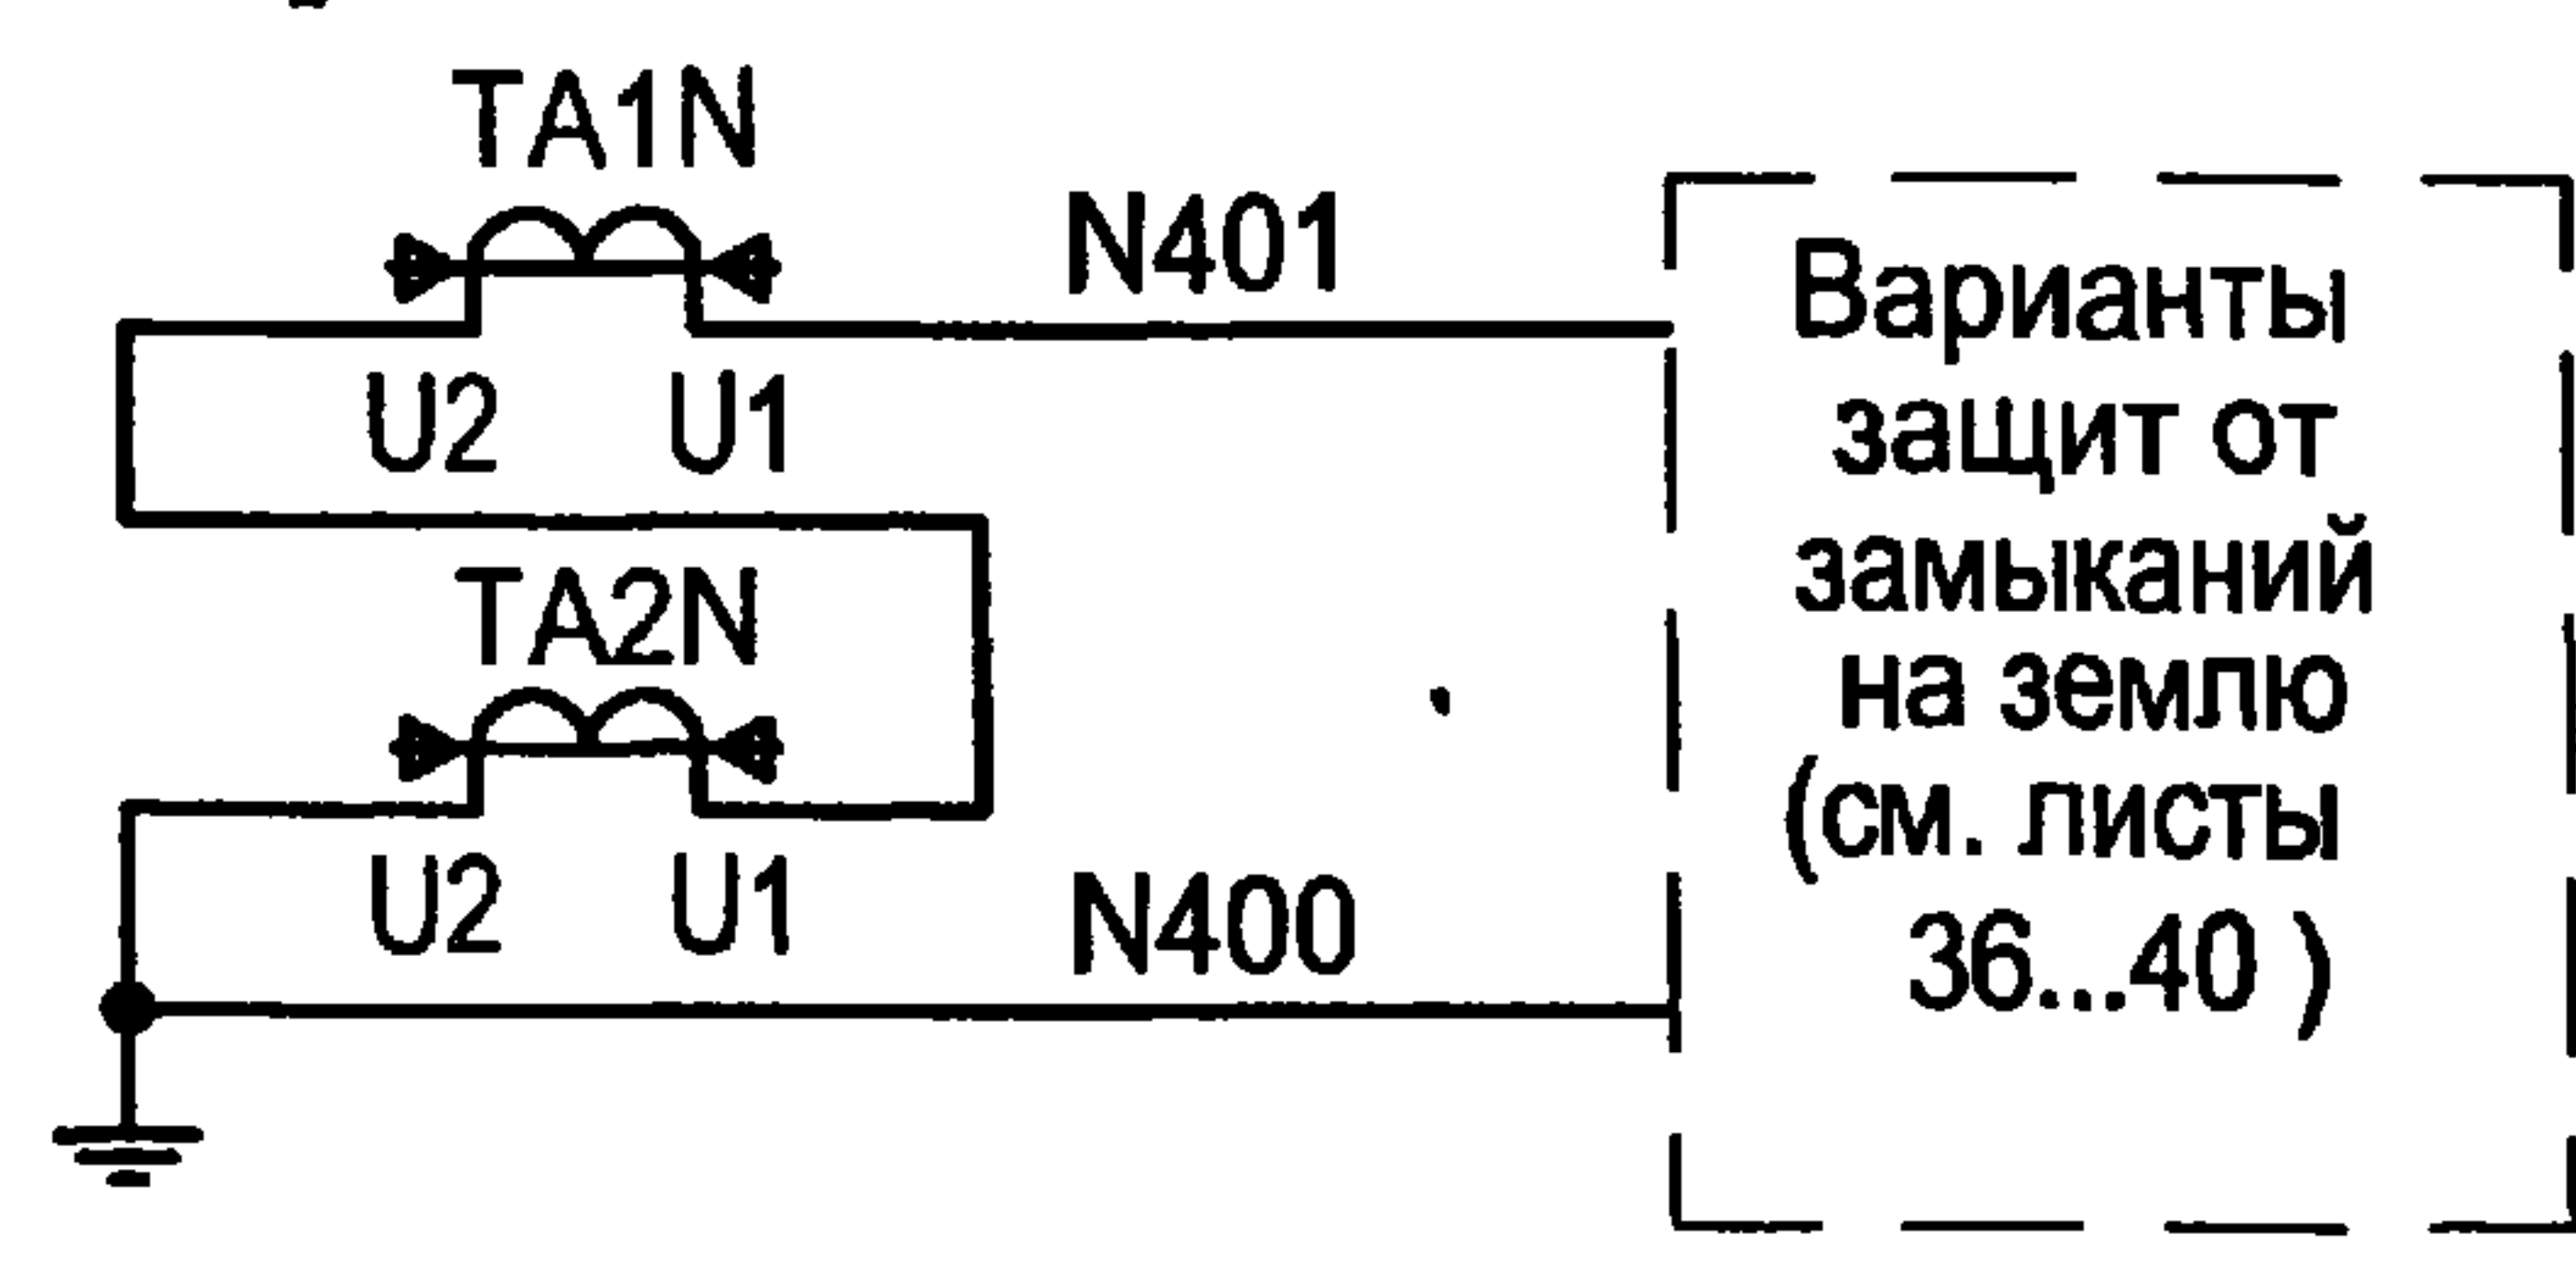 TA1N
N401
U2 U1
TA2N
U2 U1
N400
Варианты
защит от
замыканий
на землю
(см. листы
36...40 )